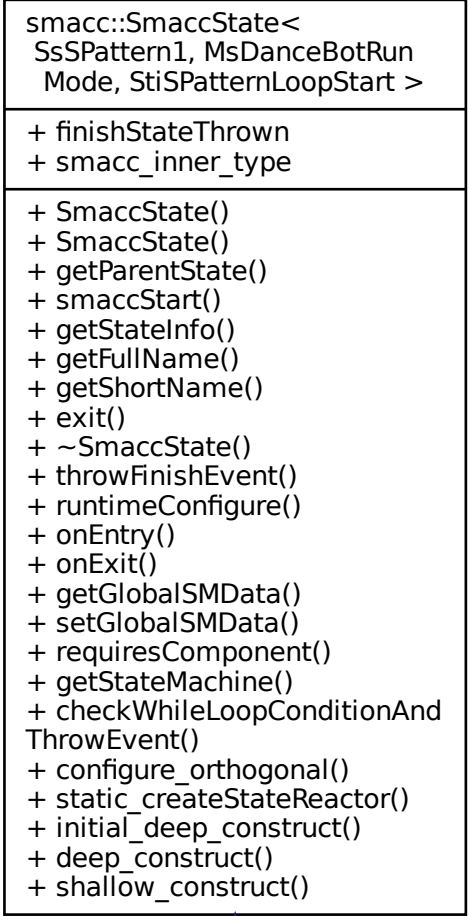 smacc::SmaccState<
SsSPattern1, MsDanceBotRun
Mode, StiSPatternLoopStart >
+ finishStateThrown
+ smacc_inner_type
+ SmaccState()
+ SmaccState()
+ getParentState()
+ smaccStart()
+ getStateInfo()
+ getFullName()
+ getShortName()
+ exit()
+ ~SmaccState()
+ throwFinishEvent()
+ runtimeConfigure()
+ onEntry()
+ onExit()
+ getGlobalSMData()
+ setGlobalSMData()
+ requiresComponent()
+ getStateMachine()
+ checkWhileLoopConditionAnd
ThrowEvent()
+ configure_orthogonal()
+ static_createStateReactor()
+ initial_deep_construct()
+ deep_construct()
+ shallow_construct()